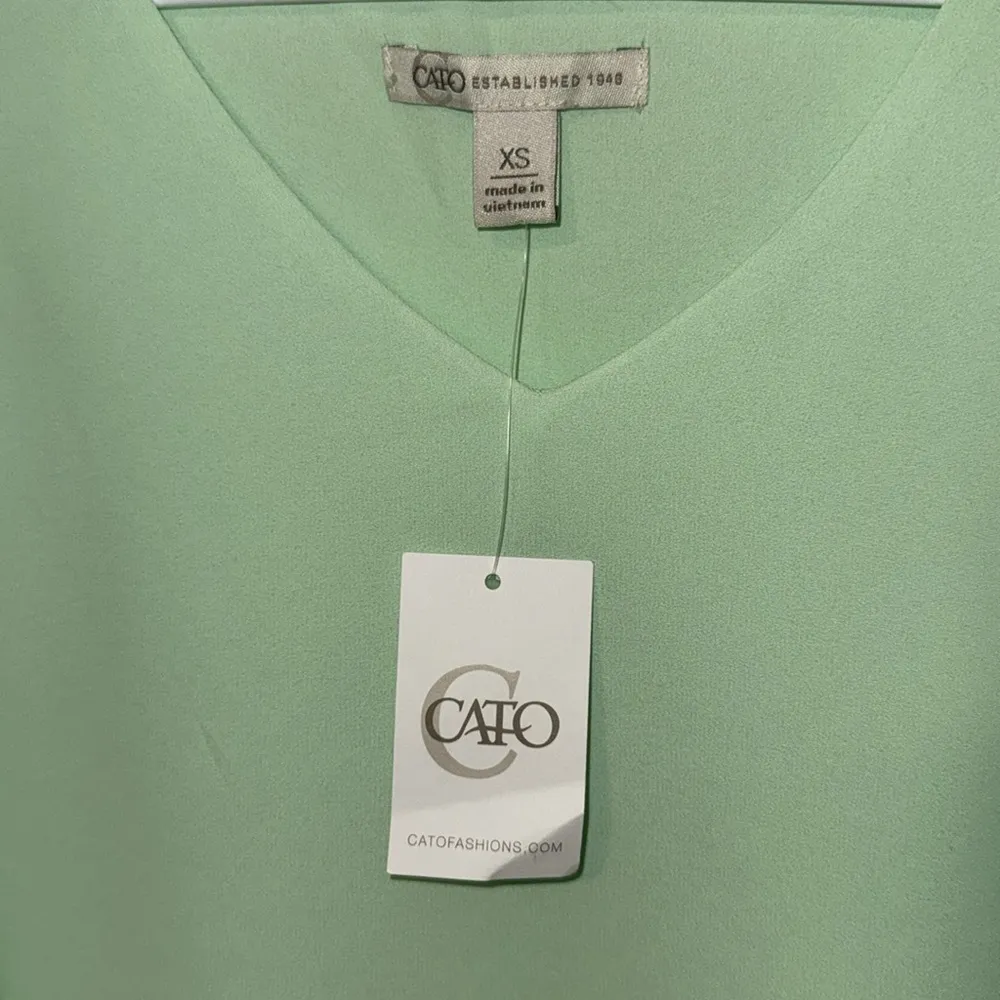 CATO ESTABLISHED 1946
XS
made in
vietnam
C
CATO
CATOFASHIONS.COM